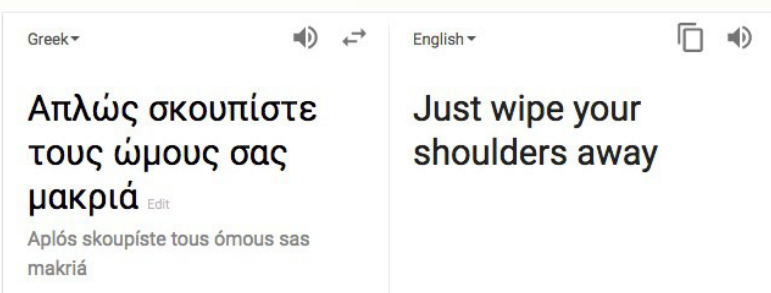 Greek
English
Απλώς σκουπίστε
τους ώμους σας
μακριά Edit
Aplós skoupíste tous ómous sas
makriá
Just wipe your
shoulders away